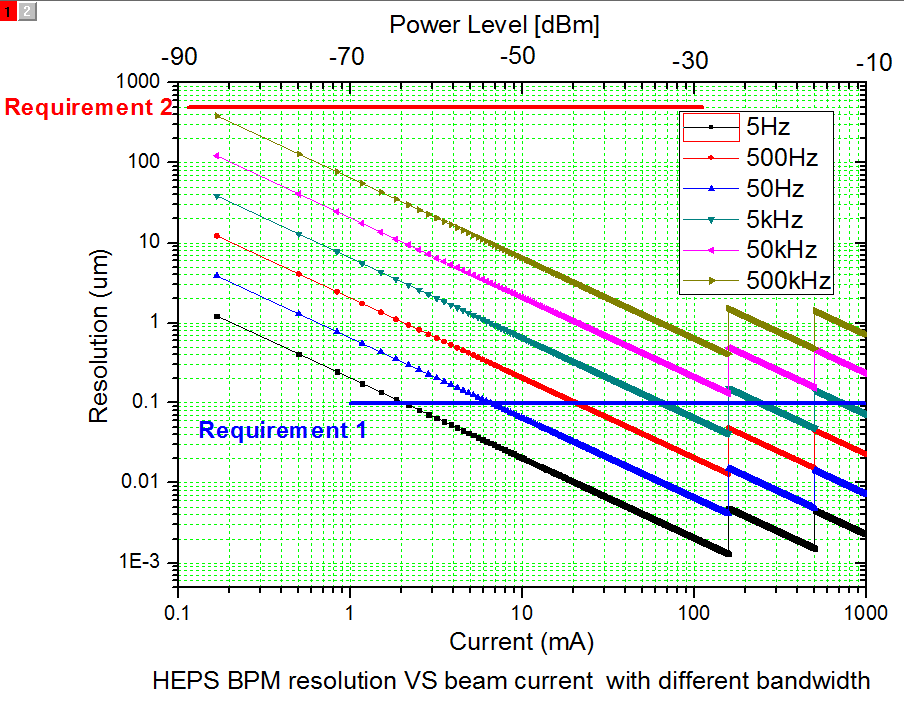 1 2
Power Level [dBm]
-90 -70 -50 -30 -10
1000
Requirement 2
5Hz
500Hz
100
50Hz
5kHz
10
50kHz
500kHz
Resolution (um)
1
0.1
Requirement 1
0.01
1E-3
0.1 1 10 100 1000
Current (mA)
HEPS BPM resolution VS beam current  with different bandwidth